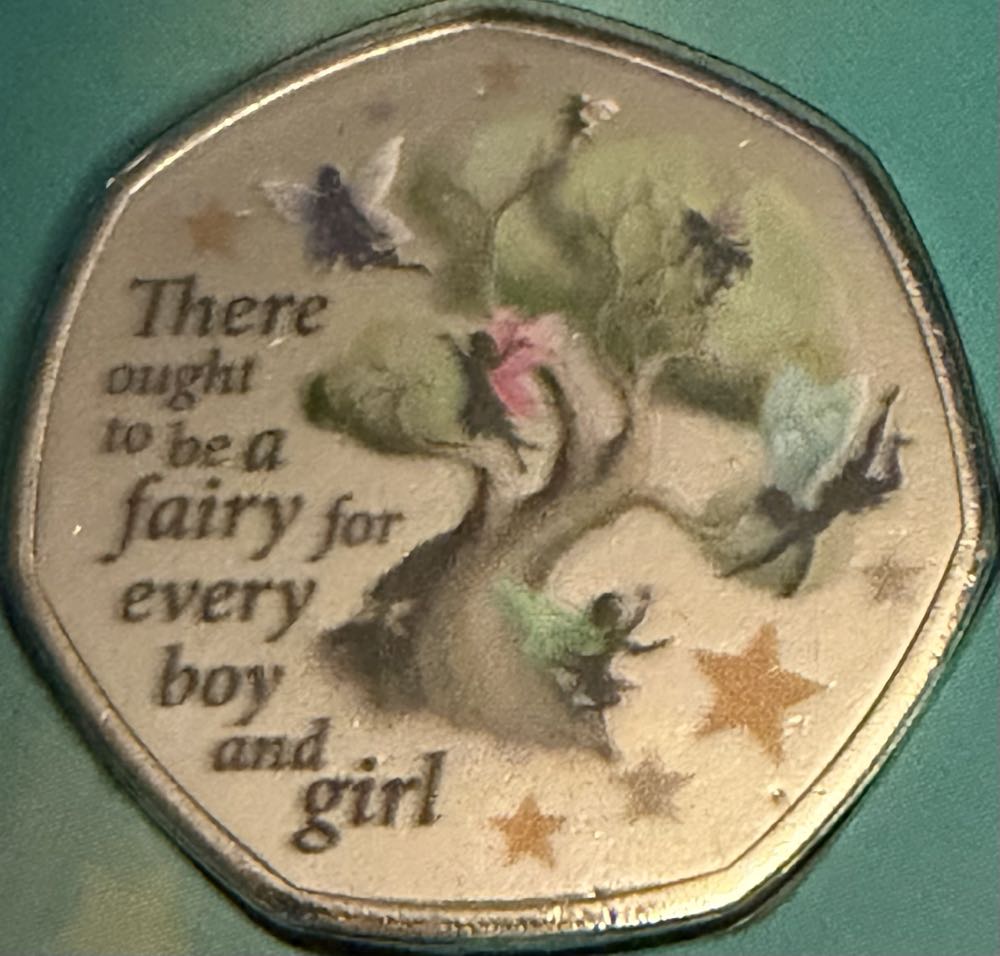 There
ought
to be a
fairy for
every
boy
and
girl